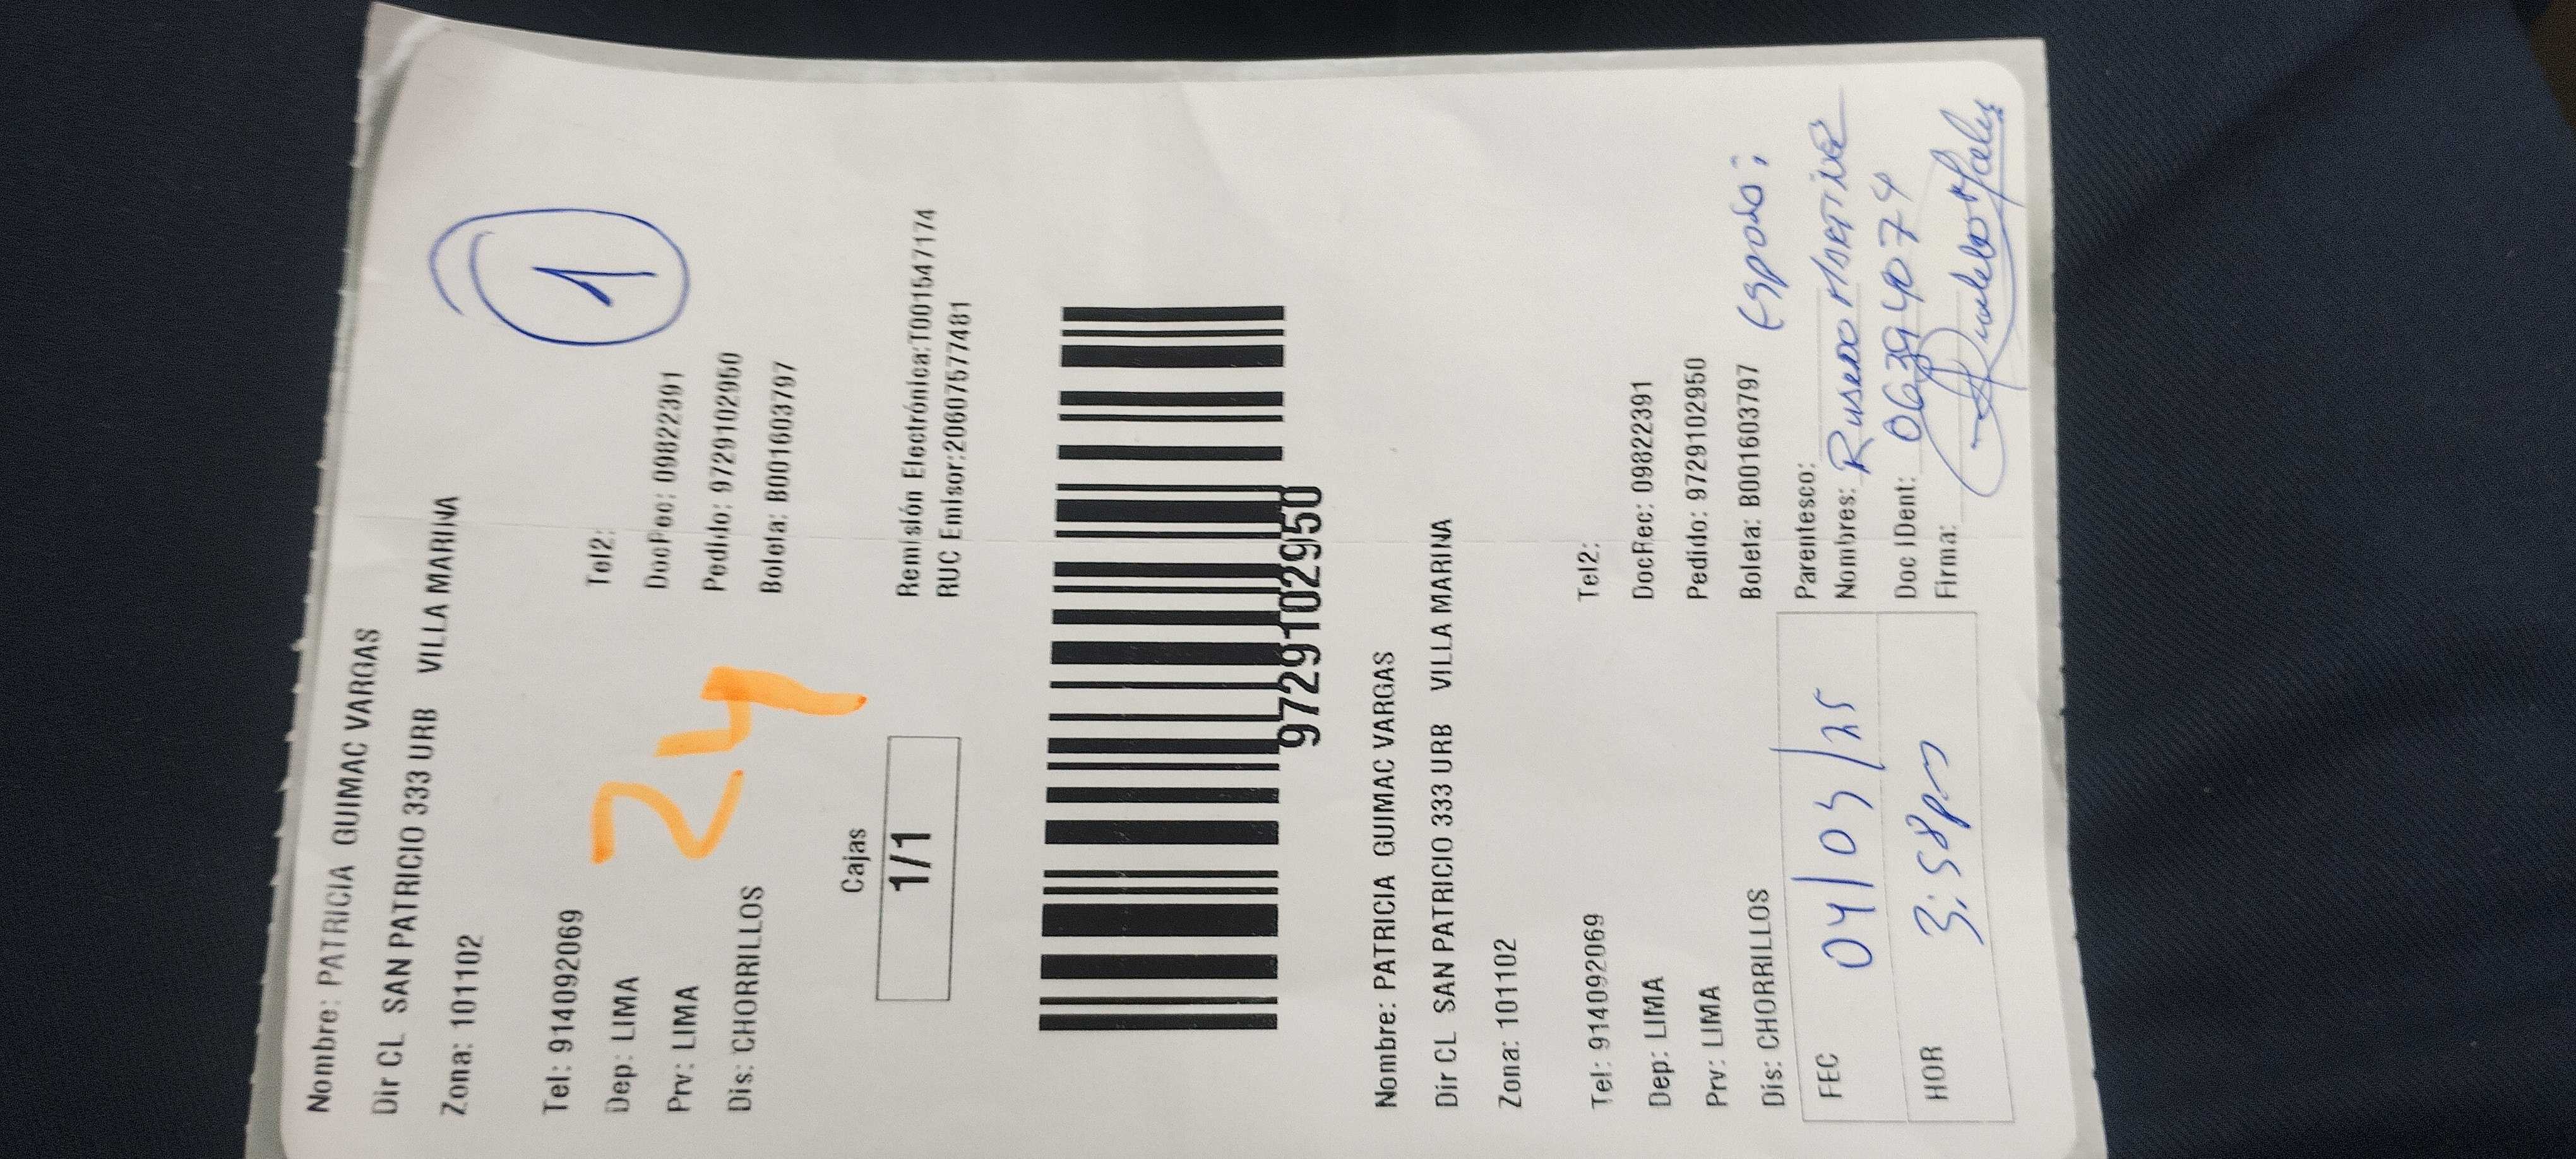 Nombre: PATRICIA GUIMAC VARGAS
Dir CL SAN PATRICIO 333 URB VILLA MARINA
Zona: 101102
1
Tel: 914092069 Tel2:
Dep: LIMA DocRec: 09822391
Prv: LIMA Pedido: 9729102950
Dis: CHORRILLOS Boleta: B001603797
24
Cajas
1/1
Remisión Electrónica:T001547174
RUC Emisor:20607577481
9729102950
Nombre: PATRICIA GUIMAC VARGAS
Dir CL SAN PATRICIO 333 URB VILLA MARINA
Zona: 101102
Tel: 914092069 Tel2:
Dep: LIMA DocRec: 09822391
Prv: LIMA Pedido: 9729102950
Dis: CHORRILLOS Boleta: B001603797
Esposo:
FEC 04/03/25 Parentesco:
Nombres:
HOR 3:58pm Doc IDent: 06394074
Firma: